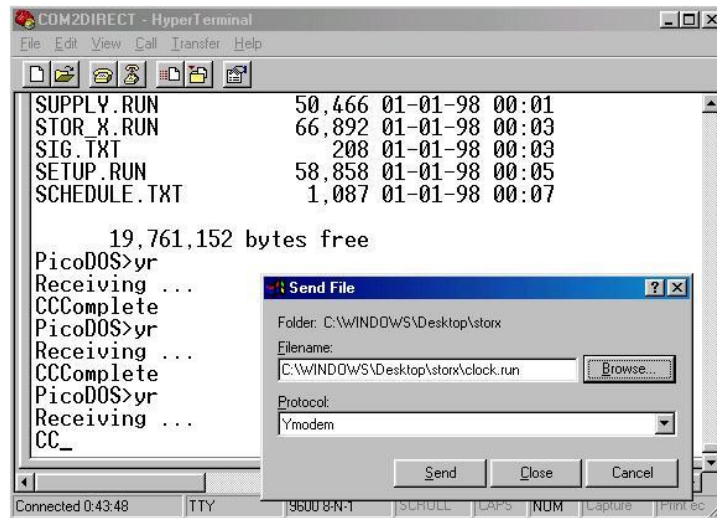 COM2DIRECT - HyperTerminal
File Edit View Call Transfer Help
SUPPLY.RUN 50,466 01-01-98 00:01
STOR_X.RUN 66,892 01-01-98 00:03
SIG.TXT 208 01-01-98 00:03
SETUP.RUN 58,858 01-01-98 00:05
SCHEDULE.TXT 1,087 01-01-98 00:07
19,761,152 bytes free
PicoDOS>yr
Receiving ...
CCComplete
PicoDOS>yr
Receiving ...
CCComplete
PicoDOS>yr
Receiving ...
CC_
Send File
Folder: C:\WINDOWS\Desktop\storx
Filename:
C:\WINDOWS\Desktop\storx\clock.run
Browse...
Protocol:
Ymodem
Send Close Cancel
Connected 0:43:48 TTY 9600 8-N-1 SCROLL CAPS NUM Capture Print ec